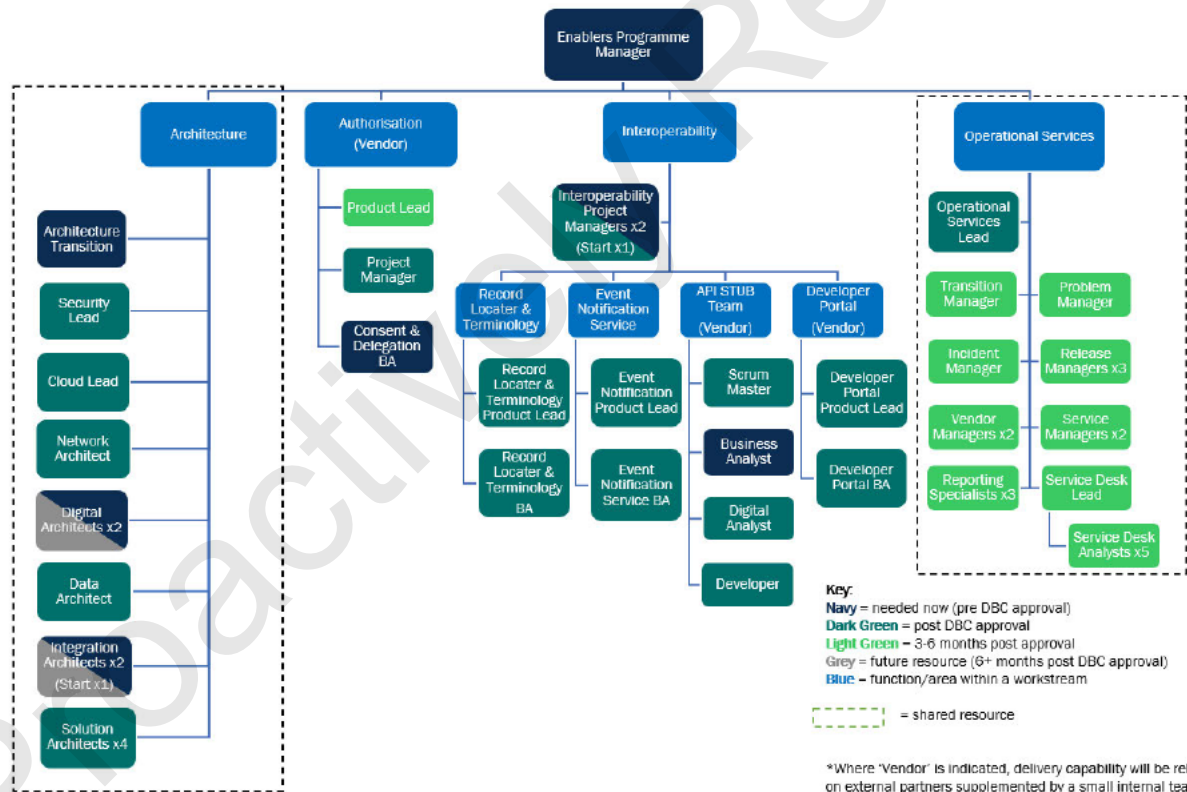 Enablers Programme
Manager
Architecture
Architecture
Transition
Security
Lead
Cloud Lead
Network
Architect
Digital
Architects x2
Data
Architect
Integration
Architects x2
(Start x1)
Solution
Architects x4
Authorisation
(Vendor)
Product Lead
Project
Manager
Consent &
Delegation
BA
Interoperability
Interoperability
Project
Managers x2
(Start x1)
Record
Locater &
Terminology
Record
Locater &
Terminology
Product Lead
Record
Locater &
Terminology
BA
Event
Notification
Service
Event
Notification
Product Lead
Event
Notification
Service BA
API STUB
Team
(Vendor)
Scrum
Master
Business
Analyst
Digital
Analyst
Developer
Developer
Portal
(Vendor)
Developer
Portal
Product Lead
Developer
Portal BA
Operational Services
Operational
Services
Lead
Transition
Manager
Problem
Manager
Incident
Manager
Release
Managers x3
Vendor
Managers x2
Service
Managers x2
Reporting
Specialists x3
Service Desk
Lead
Service Desk
Analysts x5
Key:
Navy = needed now (pre DBC approval)
Dark Green = post DBC approval
Light Green = 3-6 months post approval
Grey = future resource (6+ months post DBC approval)
Blue = function/area within a workstream
= shared resource
*Where 'Vendor' is indicated, delivery capability will be
on external partners supplemented by a small internal
Proactively Re